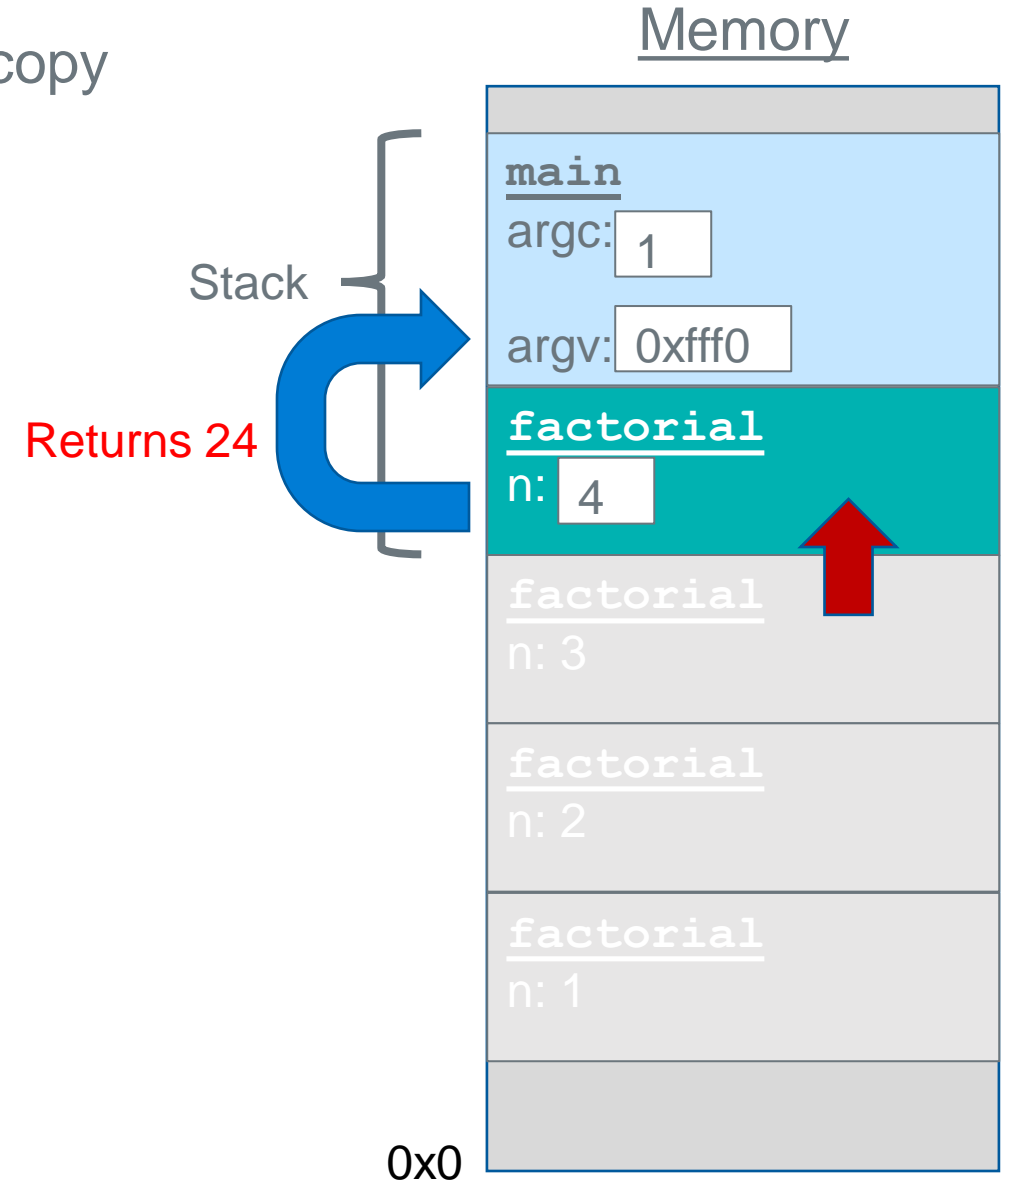 copy
Memory
main
argc: 1
Stack
argv: 0xfff0
Returns 24
factorial
n: 4
factorial
n: 3
factorial
n: 2
factorial
n: 1
0x0